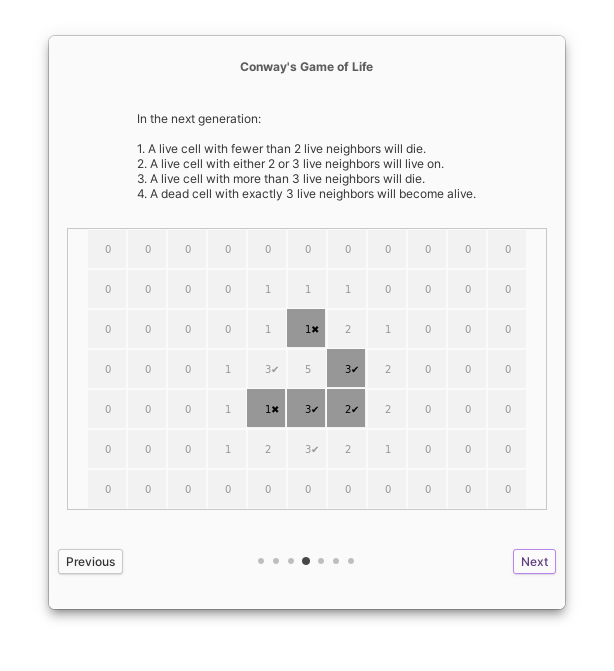 Conway's Game of Life
In the next generation:
1. A live cell with fewer than 2 live neighbors will die.
2. A live cell with either 2 or 3 live neighbors will live on.
3. A live cell with more than 3 live neighbors will die.
4. A dead cell with exactly 3 live neighbors will become alive.
0 0 0 0 0 0 0 0 0 0 0
0 0 0 0 1 1 1 0 0 0 0
0 0 0 0 1 1✖ 2 1 0 0 0
0 0 0 1 3✔ 5 3✔ 2 0 0 0
0 0 0 1 1✖ 3✔ 2✔ 2 0 0 0
0 0 0 1 2 3✔ 2 1 0 0 0
0 0 0 0 0 0 0 0 0 0 0
Previous Next